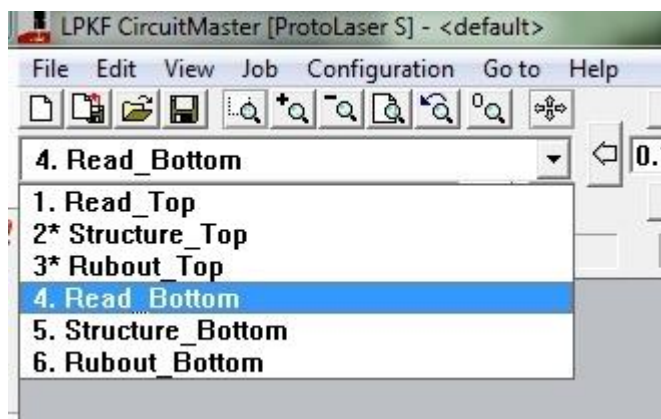 LPKF CircuitMaster [ProtoLaser S] - <default>
File Edit View Job Configuration Go to Help
4. Read_Bottom
0.
1. Read_Top
2* Structure_Top
3* Rubout_Top
4. Read_Bottom
5. Structure_Bottom
6. Rubout_Bottom